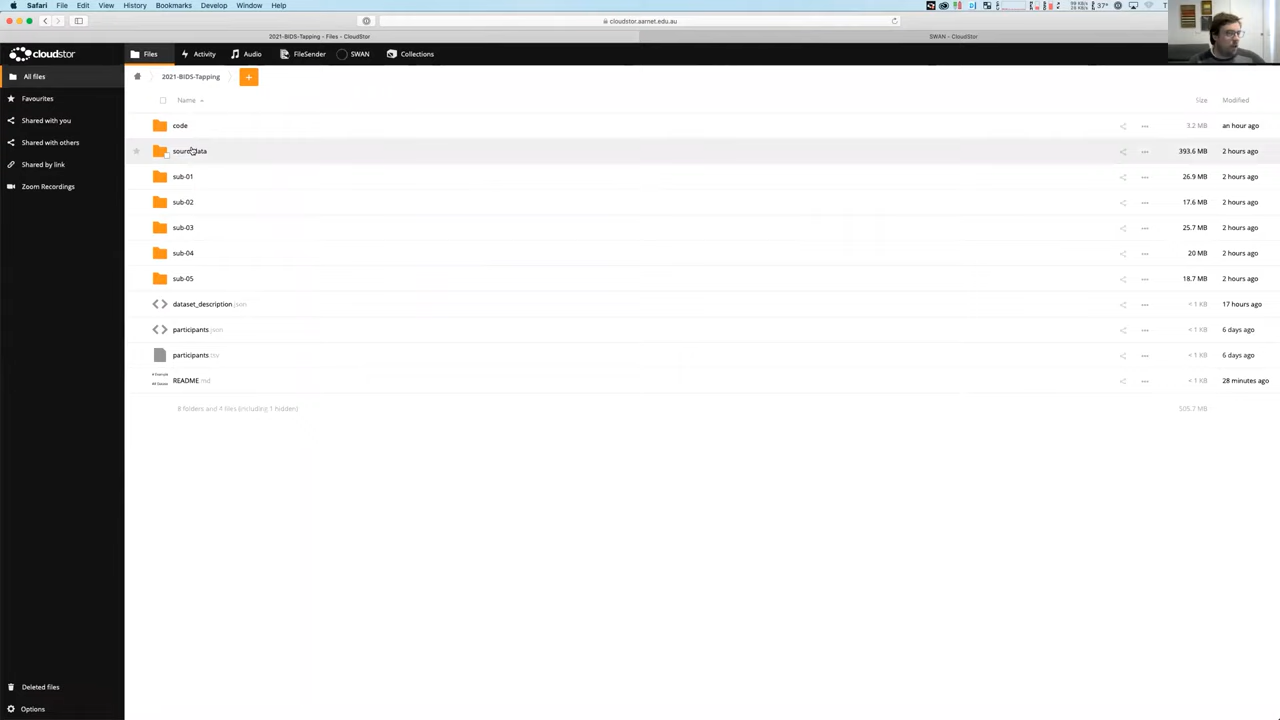 Safari File Edit View History Bookmarks Develop Window Help
37°
cloudstor.aarnet.edu.au
2021-BIDS-Tapping - Files - CloudStor SWAN - CloudStor
cloudstor Files Activity Audio FileSender SWAN Collections
All files
Favourites
Shared with you
Shared with others
Shared by link
Zoom Recordings
2021-BIDS-Tapping +
Name Size Modified
code 3.2 MB an hour ago
sourcedata 393.6 MB 2 hours ago
sub-01 26.9 MB 2 hours ago
sub-02 17.6 MB 2 hours ago
sub-03 25.7 MB 2 hours ago
sub-04 20 MB 2 hours ago
sub-05 18.7 MB 2 hours ago
dataset_description.json < 1 KB 17 hours ago
participants.json < 1 KB 6 days ago
participants.tsv < 1 KB 6 days ago
README.md < 1 KB 28 minutes ago
8 folders and 4 files (including 1 hidden) 505.7 MB
Deleted files
Options